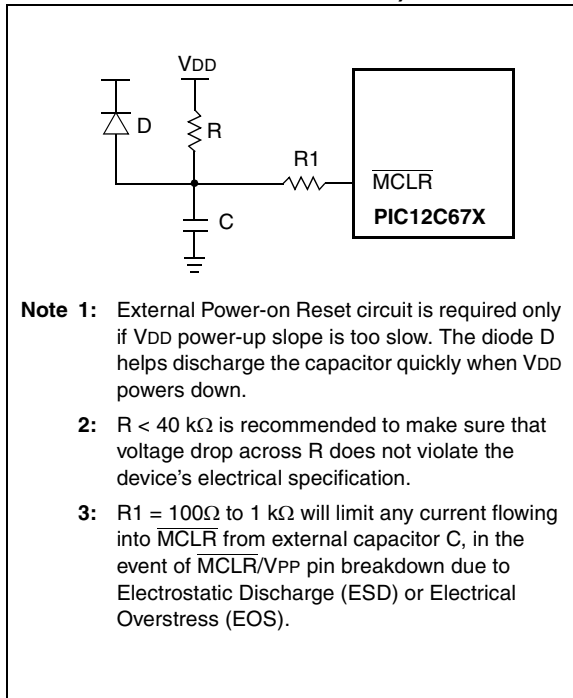 VDD
D
R
R1
MCLR
C
PIC12C67X
Note 1: External Power-on Reset circuit is required only
if VDD power-up slope is too slow. The diode D
helps discharge the capacitor quickly when VDD
powers down.
2: R < 40 kΩ is recommended to make sure that
voltage drop across R does not violate the
device's electrical specification.
3: R1 = 100Ω to 1 kΩ will limit any current flowing
into MCLR from external capacitor C, in the
event of MCLR/VPP pin breakdown due to
Electrostatic Discharge (ESD) or Electrical
Overstress (EOS).